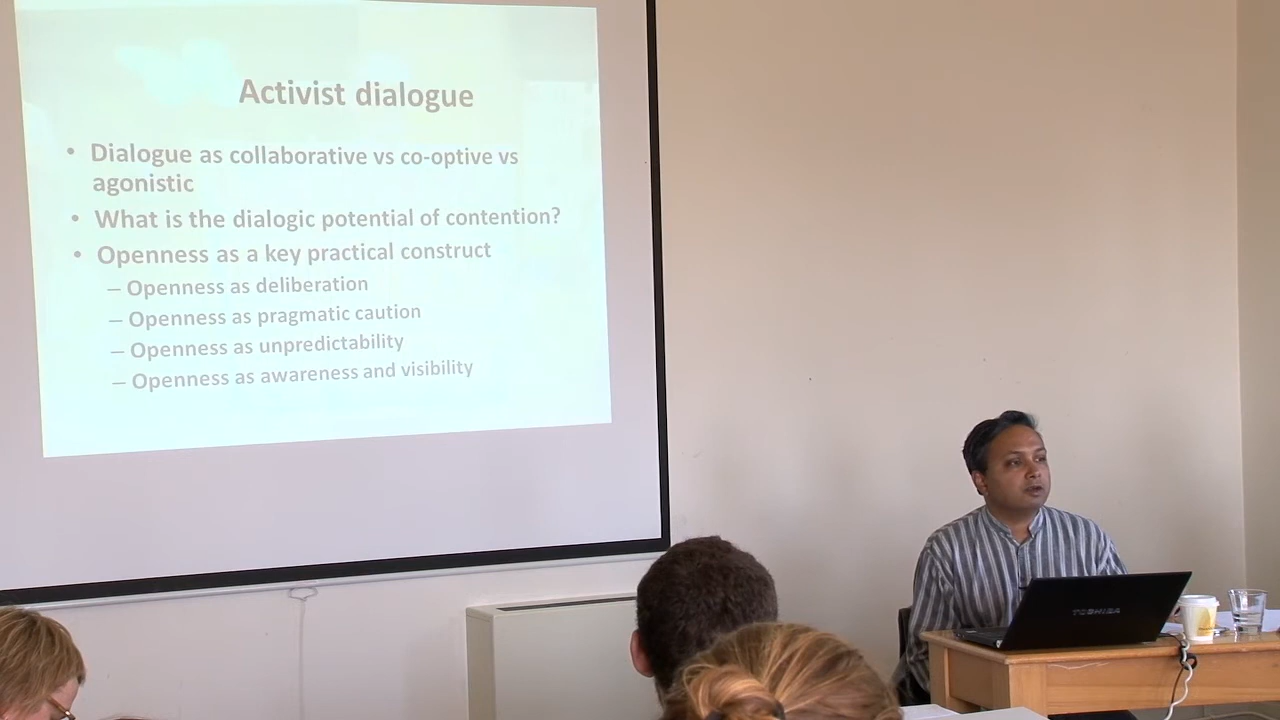 Activist dialogue
• Dialogue as collaborative vs co-optive vs
agonistic
• What is the dialogic potential of contention?
• Openness as a key practical construct
– Openness as deliberation
– Openness as pragmatic caution
– Openness as unpredictability
– Openness as awareness and visibility
TOSHIBA